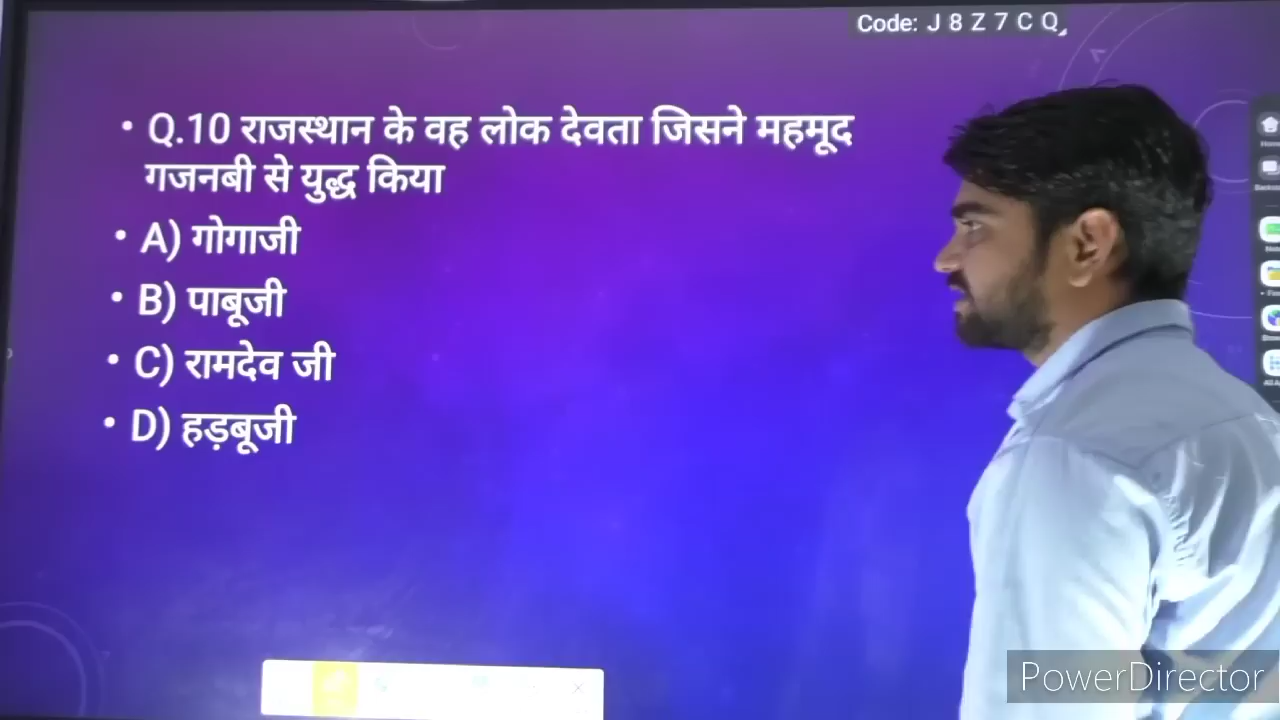 Code: J 8 Z 7 C Q
• Q.10 राजस्थान के वह लोक देवता जिसने महमूद
गजनबी से युद्ध किया
• A) गोगाजी
• B) पाबूजी
• C) रामदेव जी
• D) हड़बूजी
PowerDirector